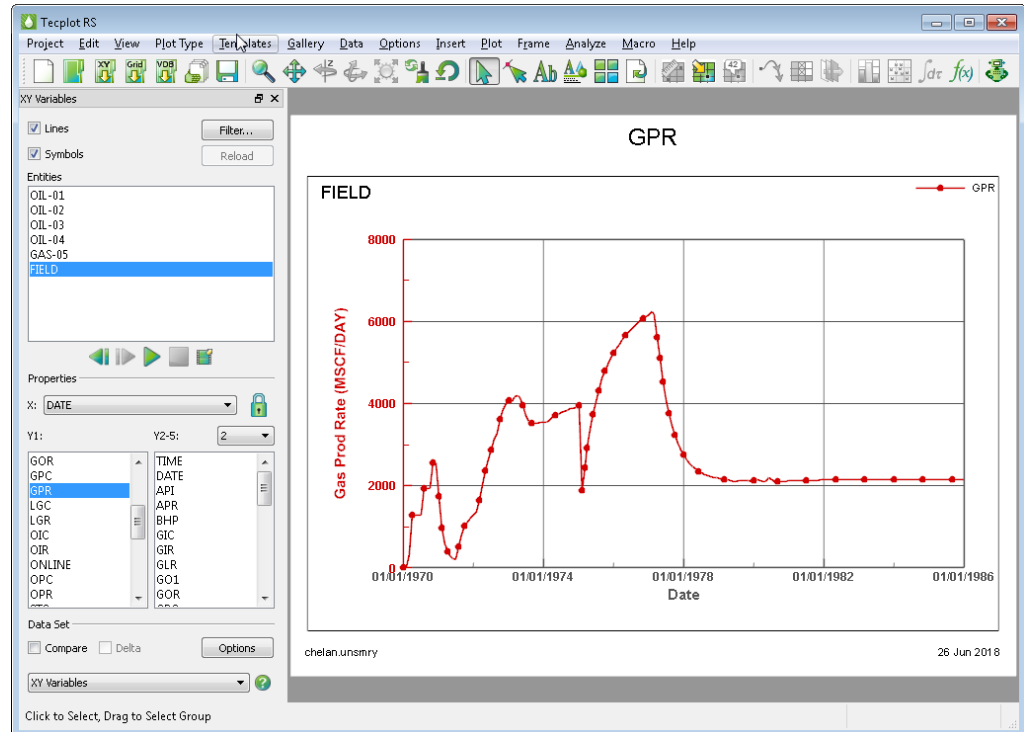 Tecplot RS
Project Edit View Plot Type Templates Gallery Data Options Insert Plot Frame Analyze Macro Help
XY Grid VDB Z Ab 42 ∫dt f(x)
XY Variables
Lines Filter...
Symbols Reload
Entities
OIL-01
OIL-02
OIL-03
OIL-04
GAS-05
FIELD
Properties
X: DATE
Y1: Y2-5: 2
GOR TIME
GPC DATE
GPR API
LGC APR
LGR BHP
OIC GIC
OIR GIR
ONLINE GLR
OPC GO1
OPR GOR
Data Set
Compare Delta Options
XY Variables
Click to Select, Drag to Select Group
GPR
FIELD
GPR
8000
6000
4000
2000
0
Gas Prod Rate (MSCF/DAY)
01/01/1970 01/01/1974 01/01/1978 01/01/1982 01/01/1986
Date
chelan.unsmry 26 Jun 2018